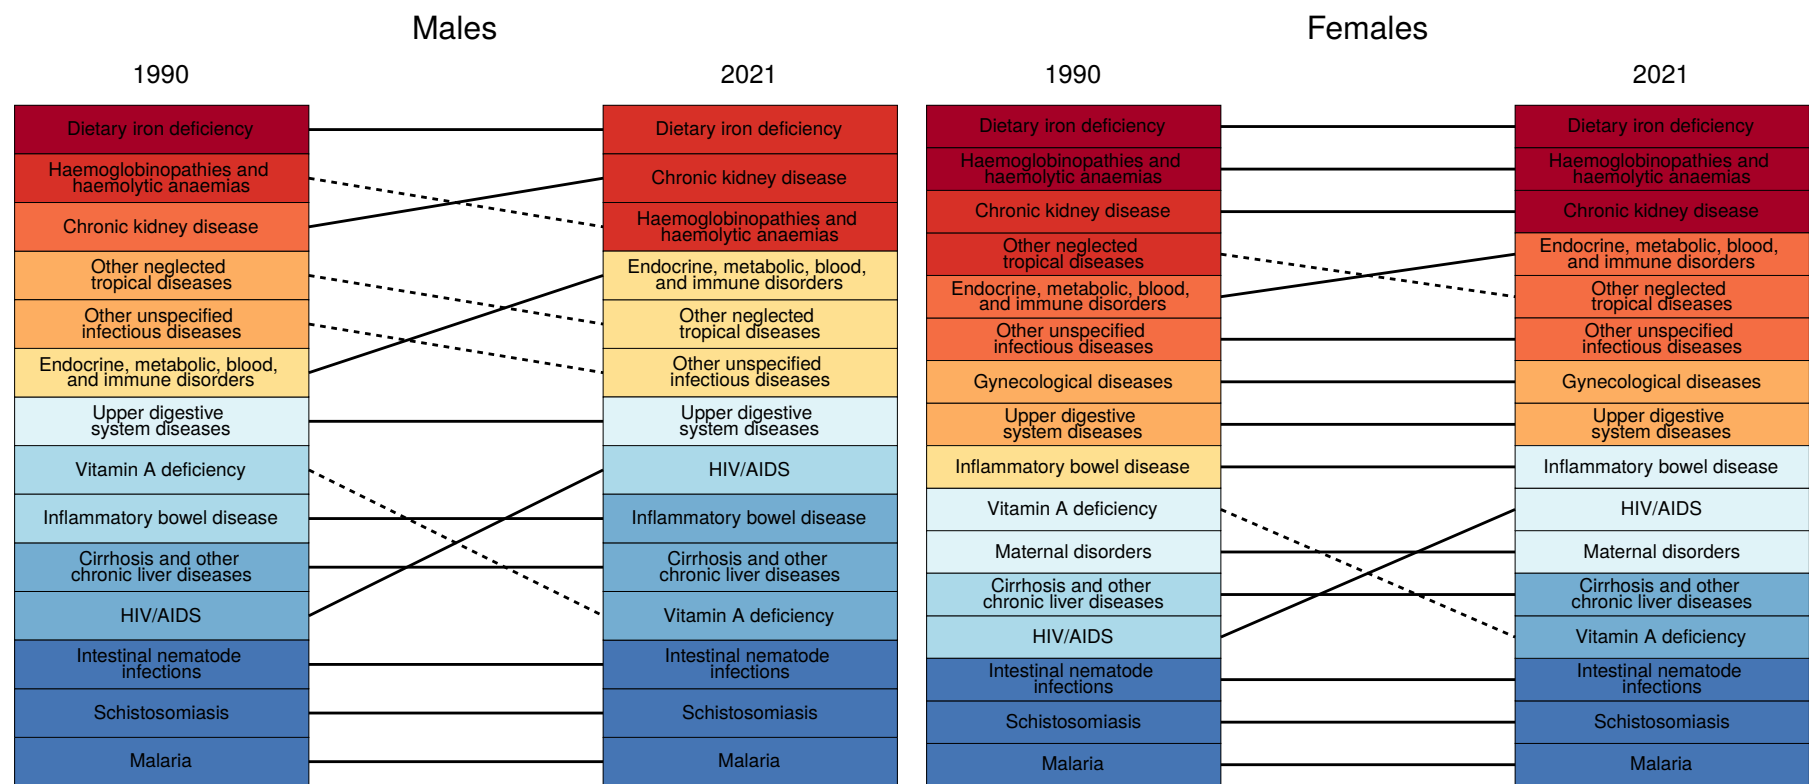 Males
1990
2021
Dietary iron deficiency
Haemoglobinopathies and
haemolytic anaemias
Chronic kidney disease
Other neglected
tropical diseases
Other unspecified
infectious diseases
Endocrine, metabolic, blood,
and immune disorders
Upper digestive
system diseases
Vitamin A deficiency
Inflammatory bowel disease
Cirrhosis and other
chronic liver diseases
HIV/AIDS
Intestinal nematode
infections
Schistosomiasis
Malaria
Dietary iron deficiency
Chronic kidney disease
Haemoglobinopathies and
haemolytic anaemias
Endocrine, metabolic, blood,
and immune disorders
Other neglected
tropical diseases
Other unspecified
infectious diseases
Upper digestive
system diseases
HIV/AIDS
Inflammatory bowel disease
Cirrhosis and other
chronic liver diseases
Vitamin A deficiency
Intestinal nematode
infections
Schistosomiasis
Malaria
Females
1990
2021
Dietary iron deficiency
Haemoglobinopathies and
haemolytic anaemias
Chronic kidney disease
Other neglected
tropical diseases
Endocrine, metabolic, blood,
and immune disorders
Other unspecified
infectious diseases
Gynecological diseases
Upper digestive
system diseases
Inflammatory bowel disease
Vitamin A deficiency
Maternal disorders
Cirrhosis and other
chronic liver diseases
HIV/AIDS
Intestinal nematode
infections
Schistosomiasis
Malaria
Dietary iron deficiency
Haemoglobinopathies and
haemolytic anaemias
Chronic kidney disease
Endocrine, metabolic, blood,
and immune disorders
Other neglected
tropical diseases
Other unspecified
infectious diseases
Gynecological diseases
Upper digestive
system diseases
Inflammatory bowel disease
HIV/AIDS
Maternal disorders
Cirrhosis and other
chronic liver diseases
Vitamin A deficiency
Intestinal nematode
infections
Schistosomiasis
Malaria